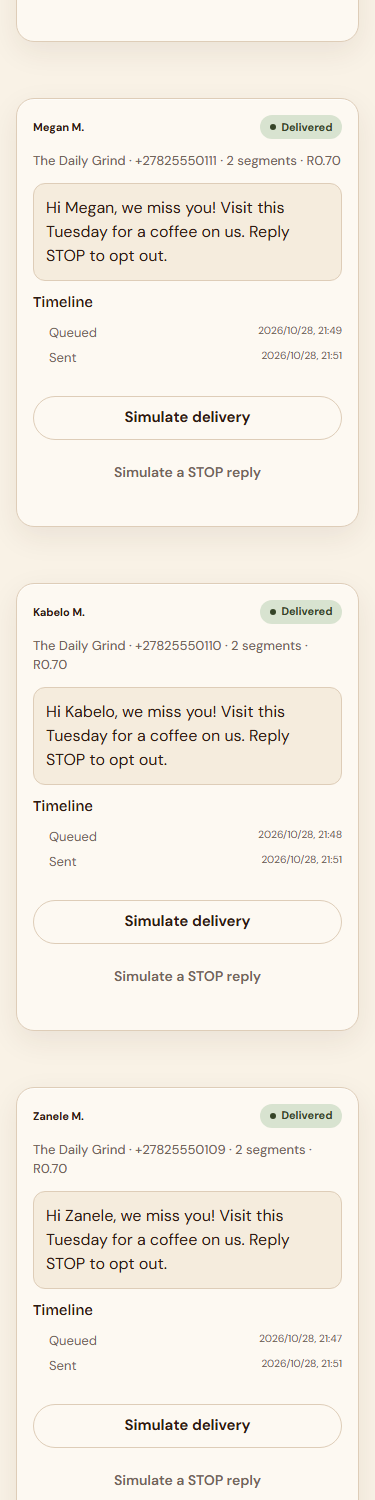 Megan M.
Delivered
The Daily Grind · +27825550111 · 2 segments · R0.70
Hi Megan, we miss you! Visit this
Tuesday for a coffee on us. Reply
STOP to opt out.
Timeline
Queued 2026/10/28, 21:49
Sent 2026/10/28, 21:51
Simulate delivery
Simulate a STOP reply
Kabelo M.
Delivered
The Daily Grind · +27825550110 · 2 segments ·
R0.70
Hi Kabelo, we miss you! Visit this
Tuesday for a coffee on us. Reply
STOP to opt out.
Timeline
Queued 2026/10/28, 21:48
Sent 2026/10/28, 21:51
Simulate delivery
Simulate a STOP reply
Zanele M.
Delivered
The Daily Grind · +27825550109 · 2 segments ·
R0.70
Hi Zanele, we miss you! Visit this
Tuesday for a coffee on us. Reply
STOP to opt out.
Timeline
Queued 2026/10/28, 21:47
Sent 2026/10/28, 21:51
Simulate delivery
Simulate a STOP reply